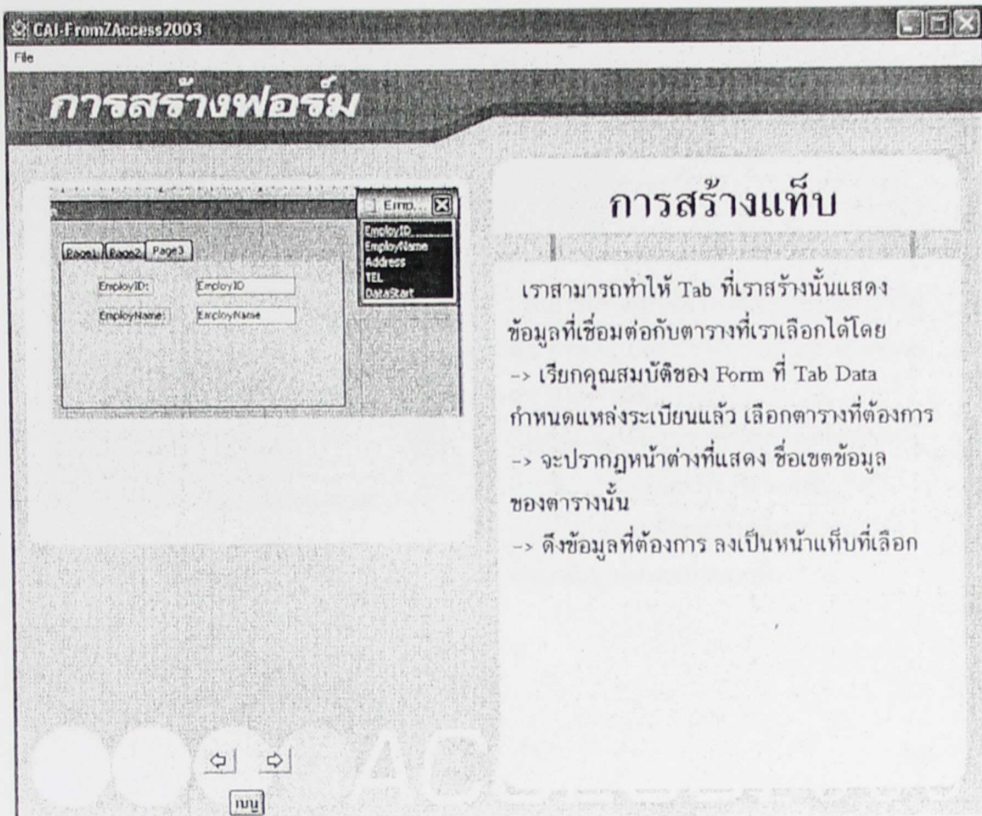 CAI-FromZAccess2003
File
การสร้างฟอร์ม
Emp...
EmployID
EmployName
Address
TEL
DataStart
Page1 Page2 Page3
EmployID: EmployID
EmployName: EmployName
การสร้างแท็บ
เราสามารถทำให้ Tab ที่เราสร้างนั้นแสดง
ข้อมูลที่เชื่อมต่อกับตารางที่เราเลือกได้โดย
-> เรียกคุณสมบัติของ Form ที่ Tab Data
กำหนดแหล่งระเบียนแล้ว เลือกตารางที่ต้องการ
-> จะปรากฏหน้าต่างที่แสดง ชื่อเขตข้อมูล
ของตารางนั้น
-> ดึงข้อมูลที่ต้องการ ลงเป็นหน้าแท็บที่เลือก
เมนู